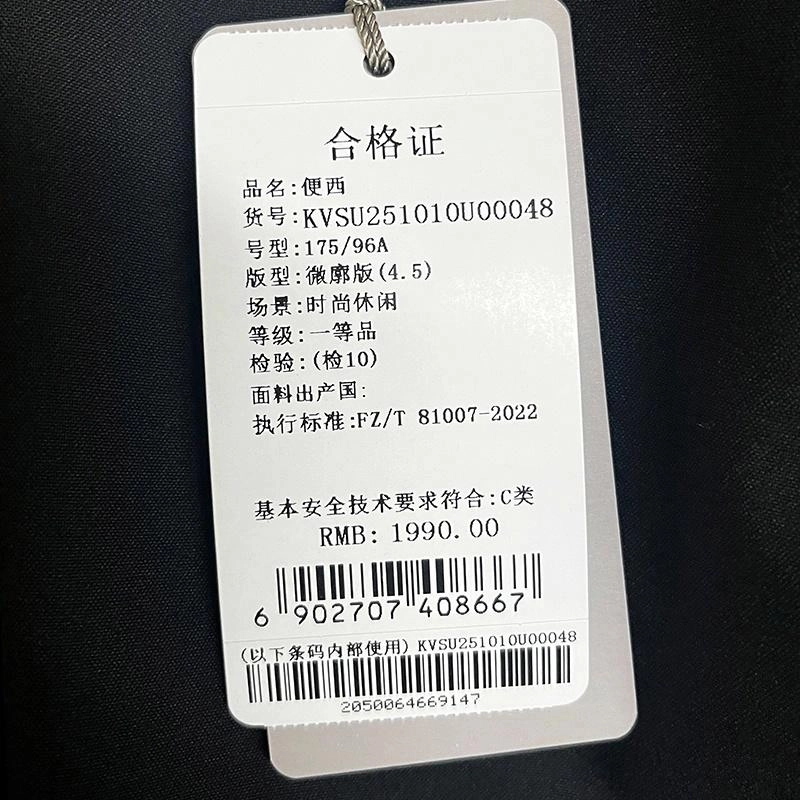 合格证
品名:便西
货号:KVSU251010U00048
号型:175/96A
版型:微廓版(4.5)
场景:时尚休闲
等级:一等品
检验:(检10)
面料出产国:
执行标准:FZ/T 81007-2022
基本安全技术要求符合:C类
RMB: 1990.00
6 902707 408667
(以下条码内部使用) KVSU251010U00048
2050064669147